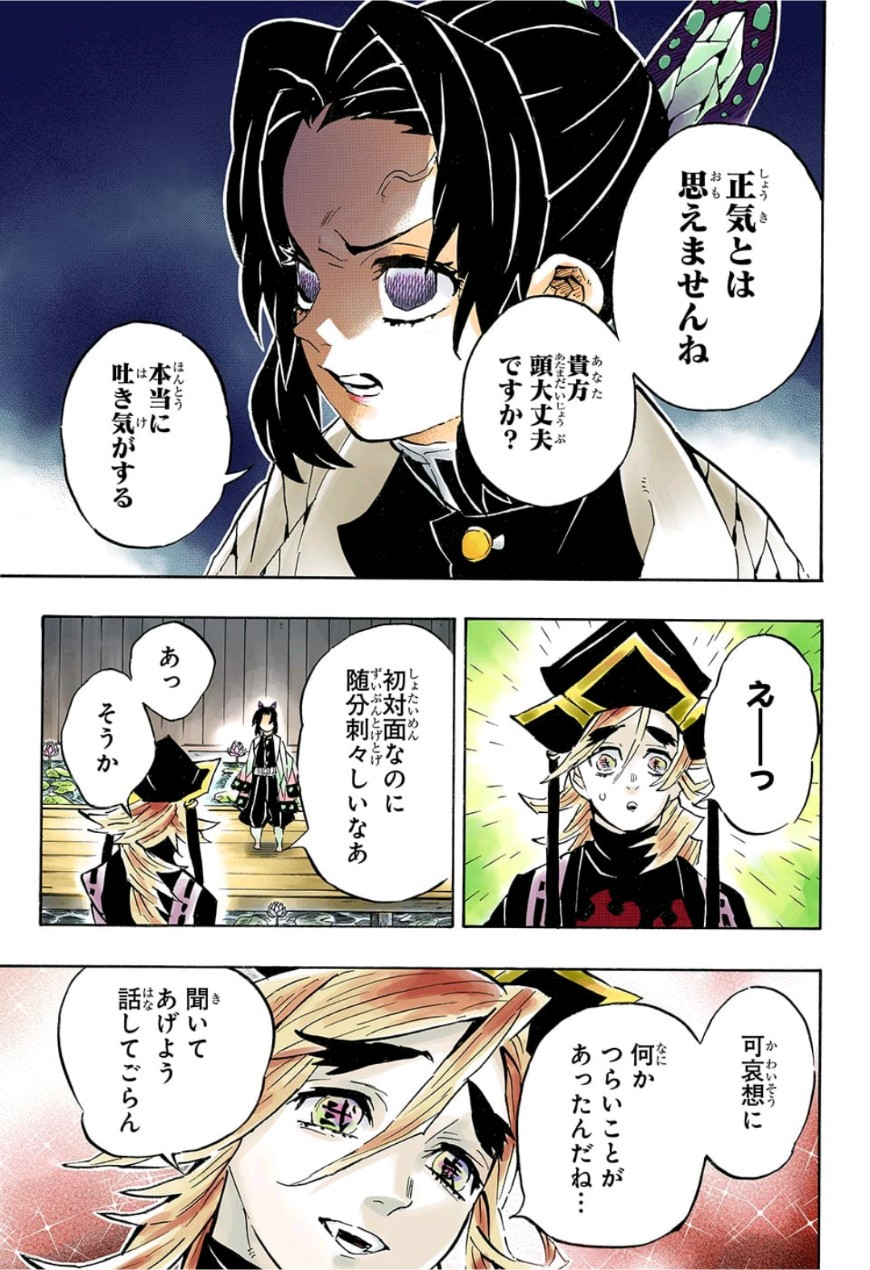 正気とは
思えませんね
貴方
頭大丈夫
ですか?
本当に
吐き気がする
えーっ
初対面なのに
随分刺々しいなあ
あっ
そうか
可哀想に
何か
つらいことが
あったんだね…
聞いて
あげよう
話してごらん